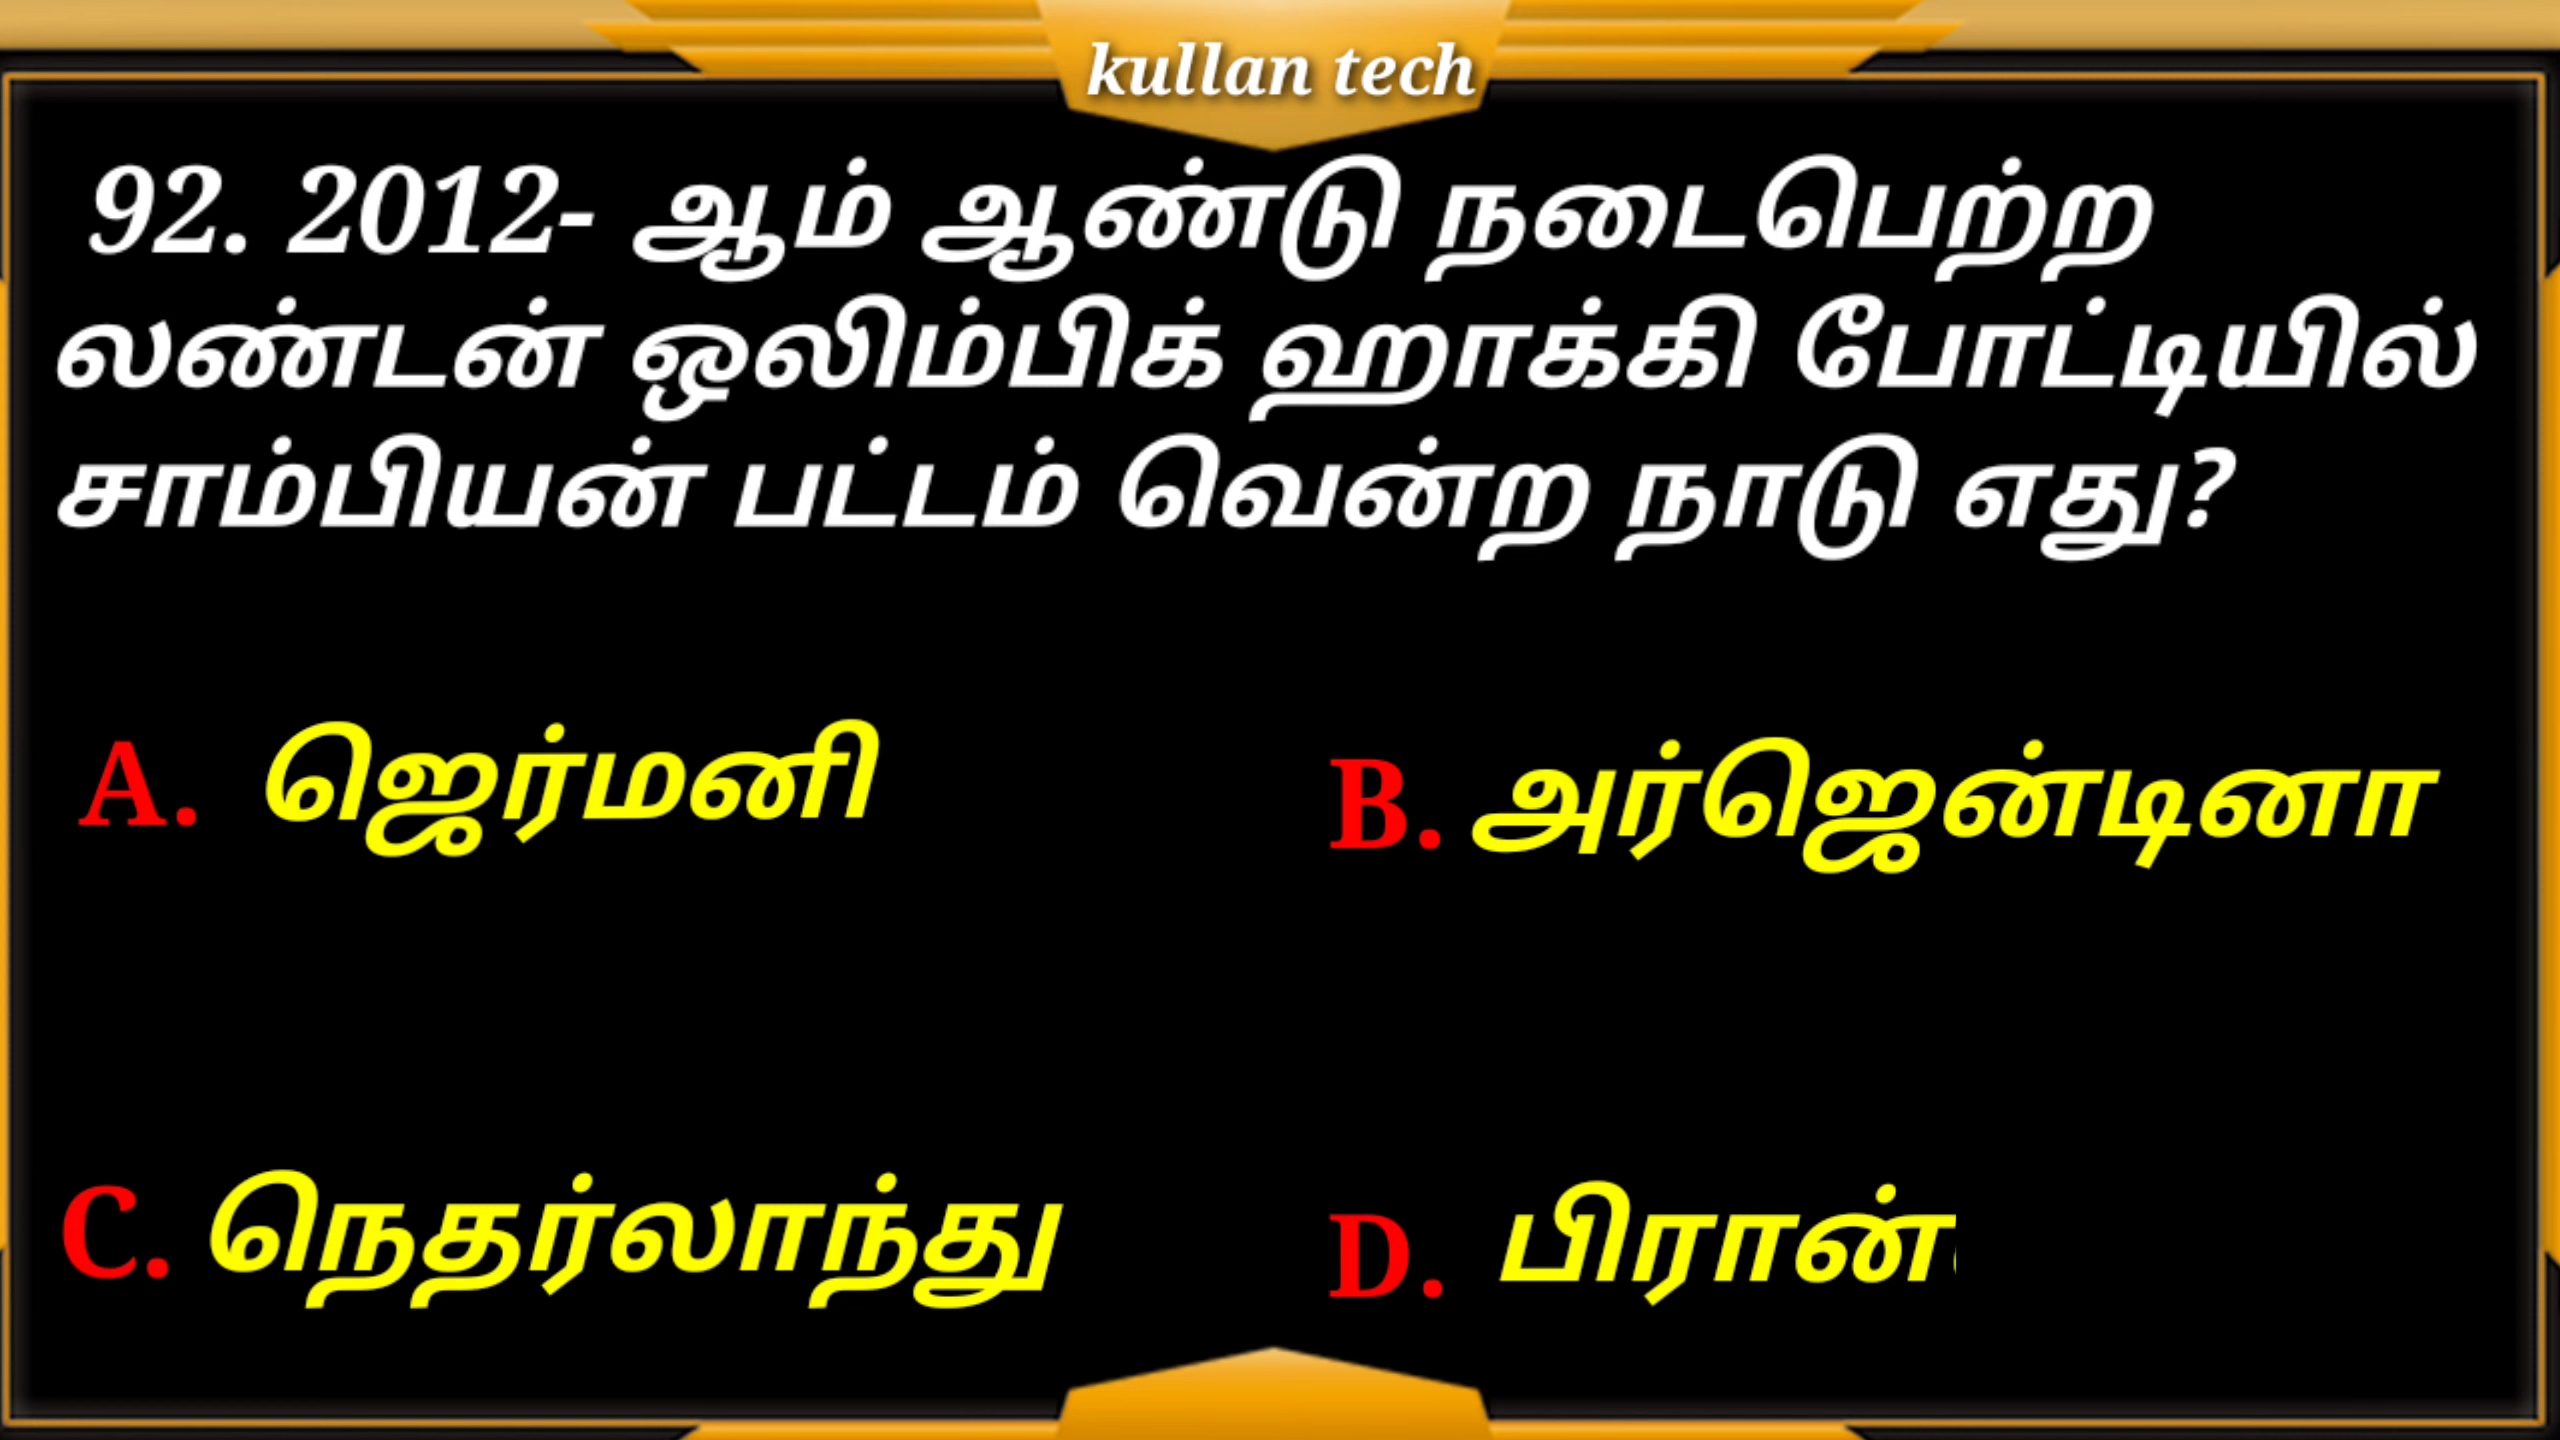 kullan tech
92. 2012- ஆம் ஆண்டு நடைபெற்ற
லண்டன் ஒலிம்பிக் ஹாக்கி போட்டியில்
சாம்பியன் பட்டம் வென்ற நாடு எது?
A. ஜெர்மனி
B. அர்ஜென்டினா
C. நெதர்லாந்து
D.